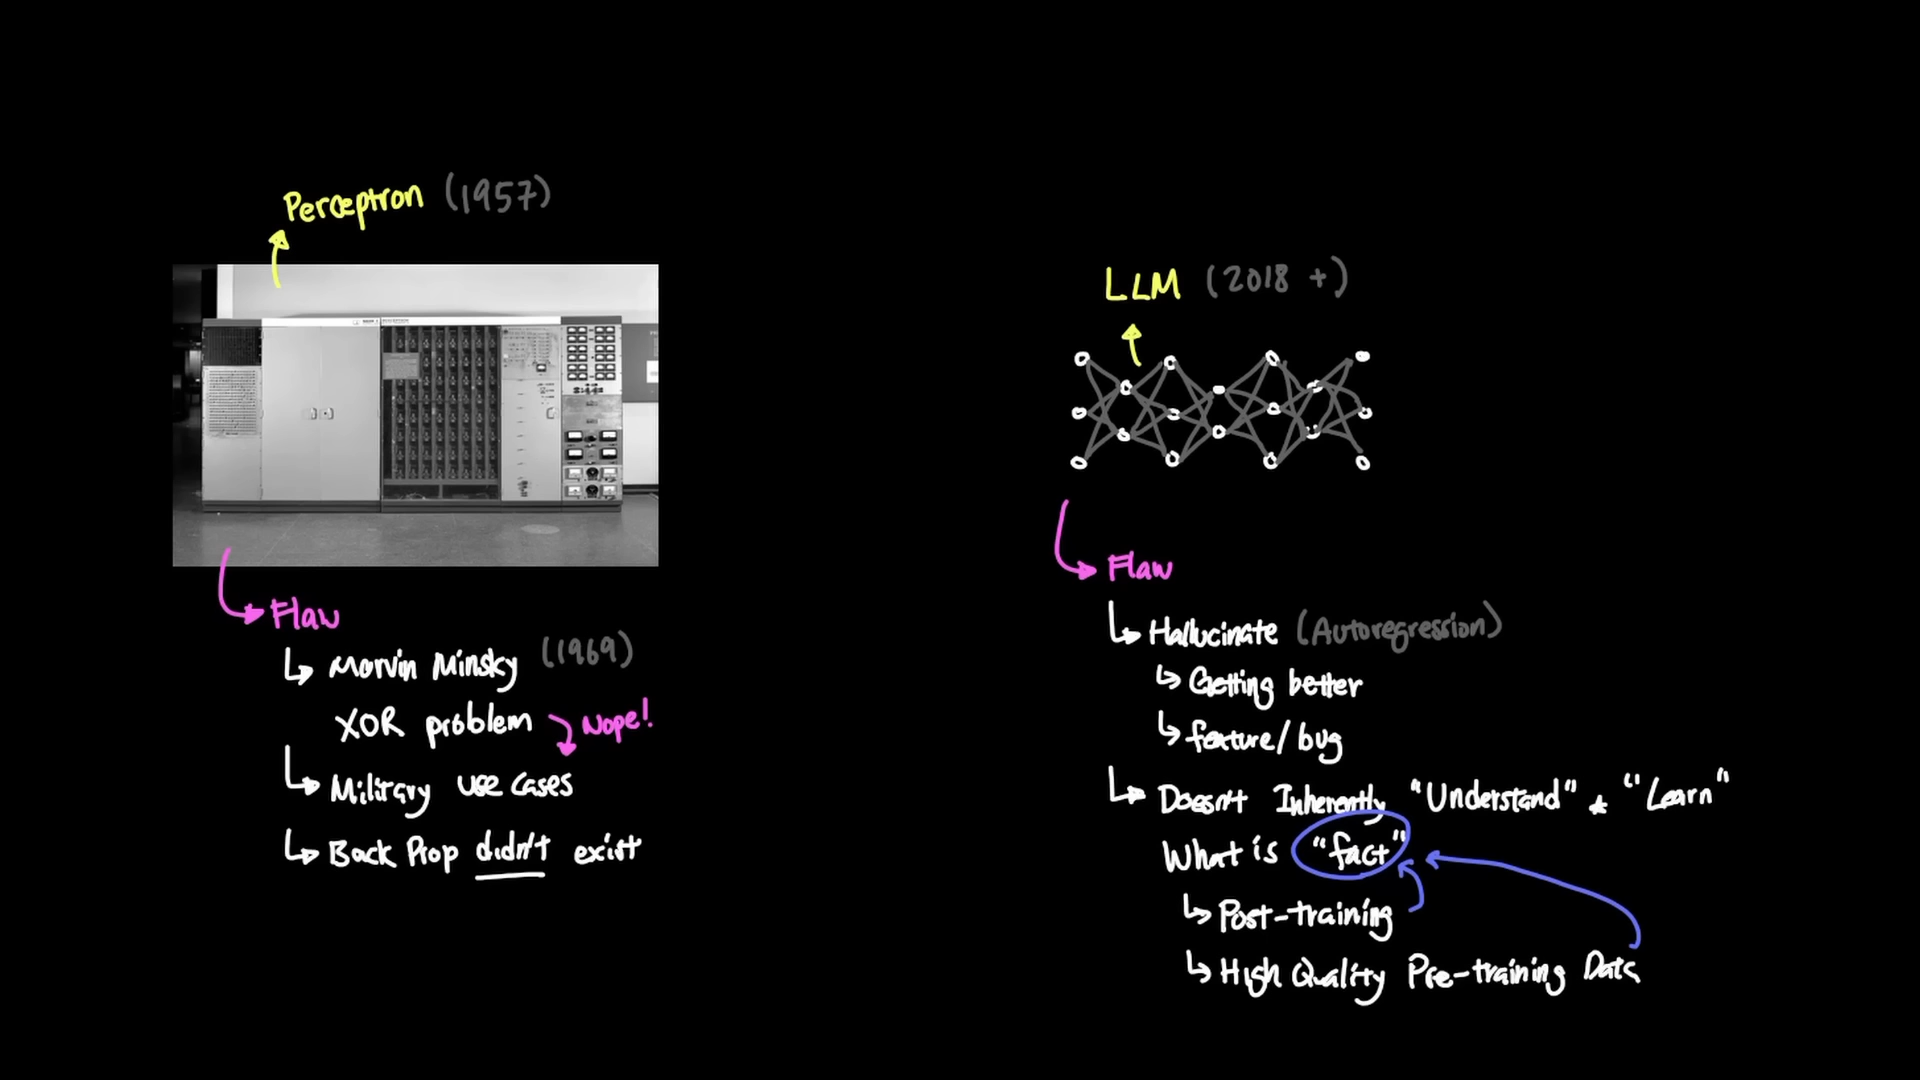 Perceptron (1957)
Flaw
Marvin Minsky (1969)
XOR problem Nope!
Military use cases
Back Prop didn't exist
LLM (2018 +)
Flaw
Hallucinate (Autoregression)
Getting better
feature/bug
Doesn't Inherently "Understand" & "Learn"
What is "fact"
Post-training
High Quality Pre-training Data